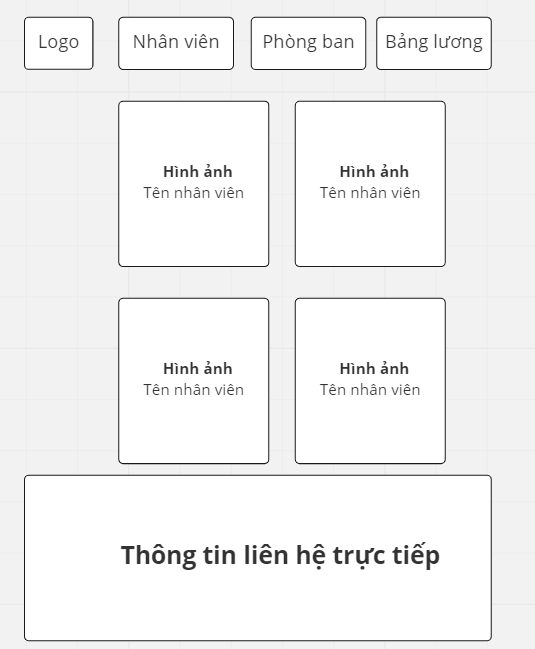 Logo
Nhân viên
Phòng ban
Bảng lương
Hình ảnh
Tên nhân viên
Hình ảnh
Tên nhân viên
Hình ảnh
Tên nhân viên
Hình ảnh
Tên nhân viên
Thông tin liên hệ trực tiếp